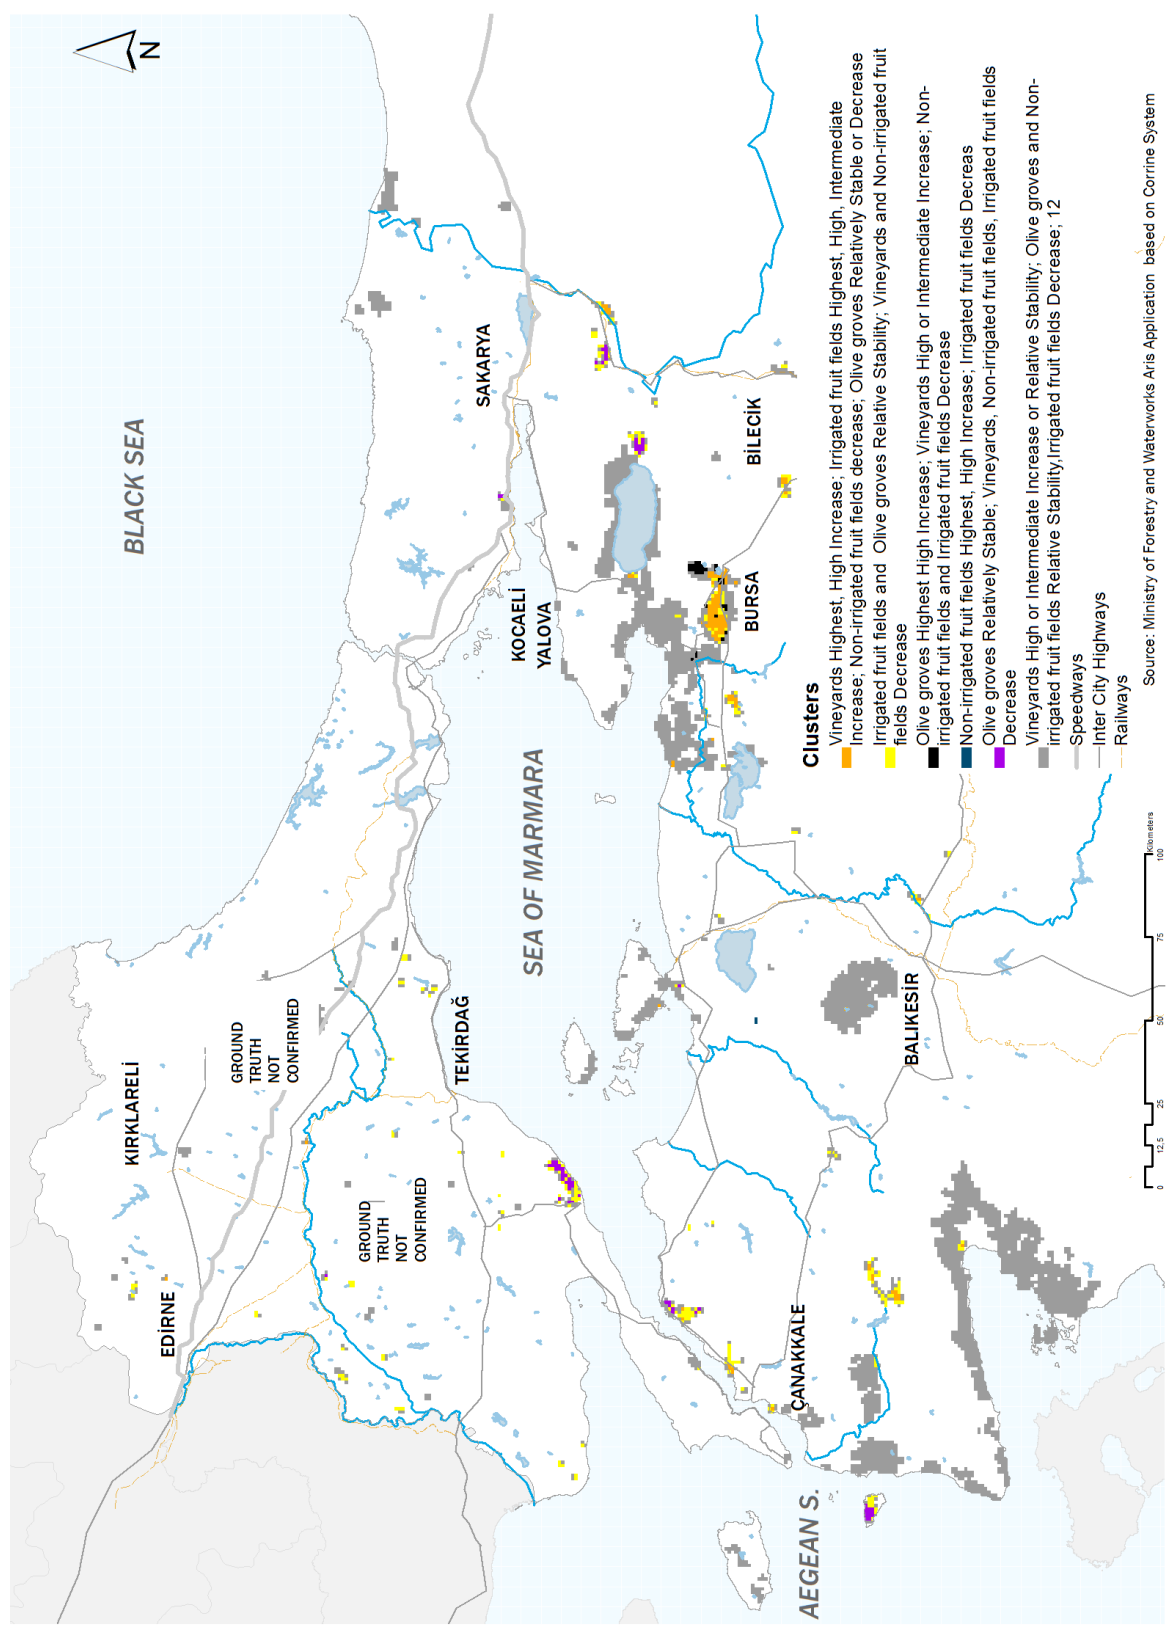 N
BLACK SEA
KIRKLARELİ
EDİRNE
GROUND
TRUTH
NOT
CONFIRMED
GROUND
TRUTH
NOT
CONFIRMED
TEKIRDAĞ
SEA OF MARMARA
SAKARYA
KOCAELİ
YALOVA
BİLECİK
BURSA
BALIKESİR
ÇANAKKALE
AEGEAN S.
Clusters
Vineyards Highest, High Increase; Irrigated fruit fields Highest, High, Intermediate
Increase; Non-irrigated fruit fields decrease; Olive groves Relatively Stable or Decrease
Irrigated fruit fields and Olive groves Relative Stability; Vineyards and Non-irrigated fruit
fields Decrease
Olive groves Highest High Increase; Vineyards High or Intermediate Increase; Non-
irrigated fruit fields and Irrigated fruit fields Decrease
Non-irrigated fruit fields Highest, High Increase; Irrigated fruit fields Decreas
Olive groves Relatively Stable; Vineyards, Non-irrigated fruit fields, Irrigated fruit fields
Decrease
Vineyards High or Intermediate Increase or Relative Stability; Olive groves and Non-
irrigated fruit fields Relative Stability,Irrigated fruit fields Decrease; 12
Speedways
Inter City Highways
Railways
0 12,5 25 50 75 100
Kilometers
Source: Ministry of Forestry and Waterworks Aris Application based on Corrine System